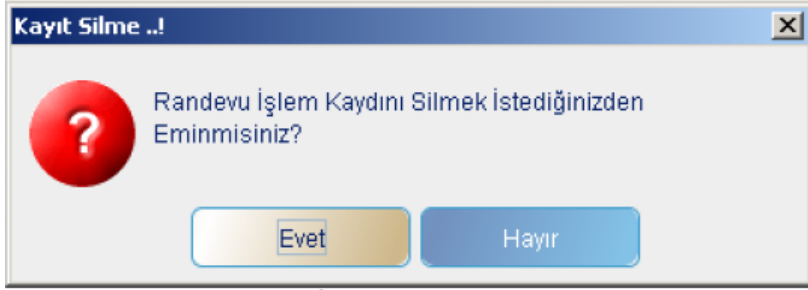 Kayıt Silme ..!
Randevu İşlem Kaydını Silmek İstediğinizden
Eminmisiniz?
Evet
Hayır